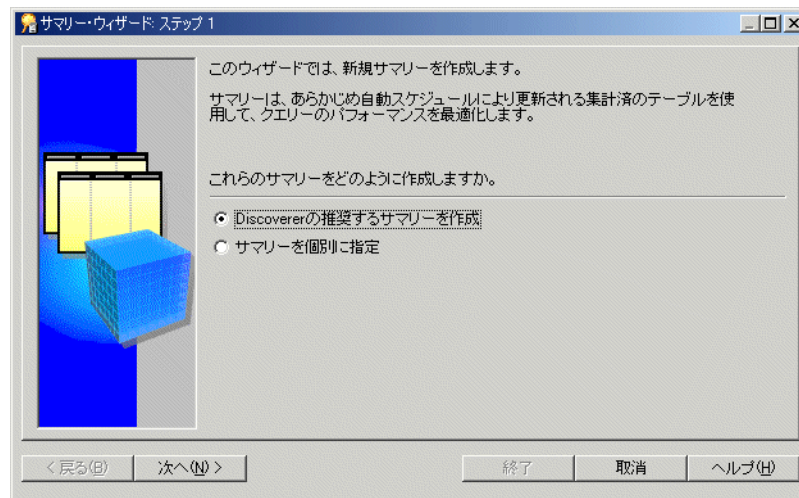 サマリー・ウィザード: ステップ 1
このウィザードでは、新規サマリーを作成します。
サマリーは、あらかじめ自動スケジュールにより更新される集計済のテーブルを使
用して、クエリーのパフォーマンスを最適化します。
これらのサマリーをどのように作成しますか。
Discovererの推奨するサマリーを作成
サマリーを個別に指定
< 戻る(B)
次へ(N) >
終了
取消
ヘルプ(H)